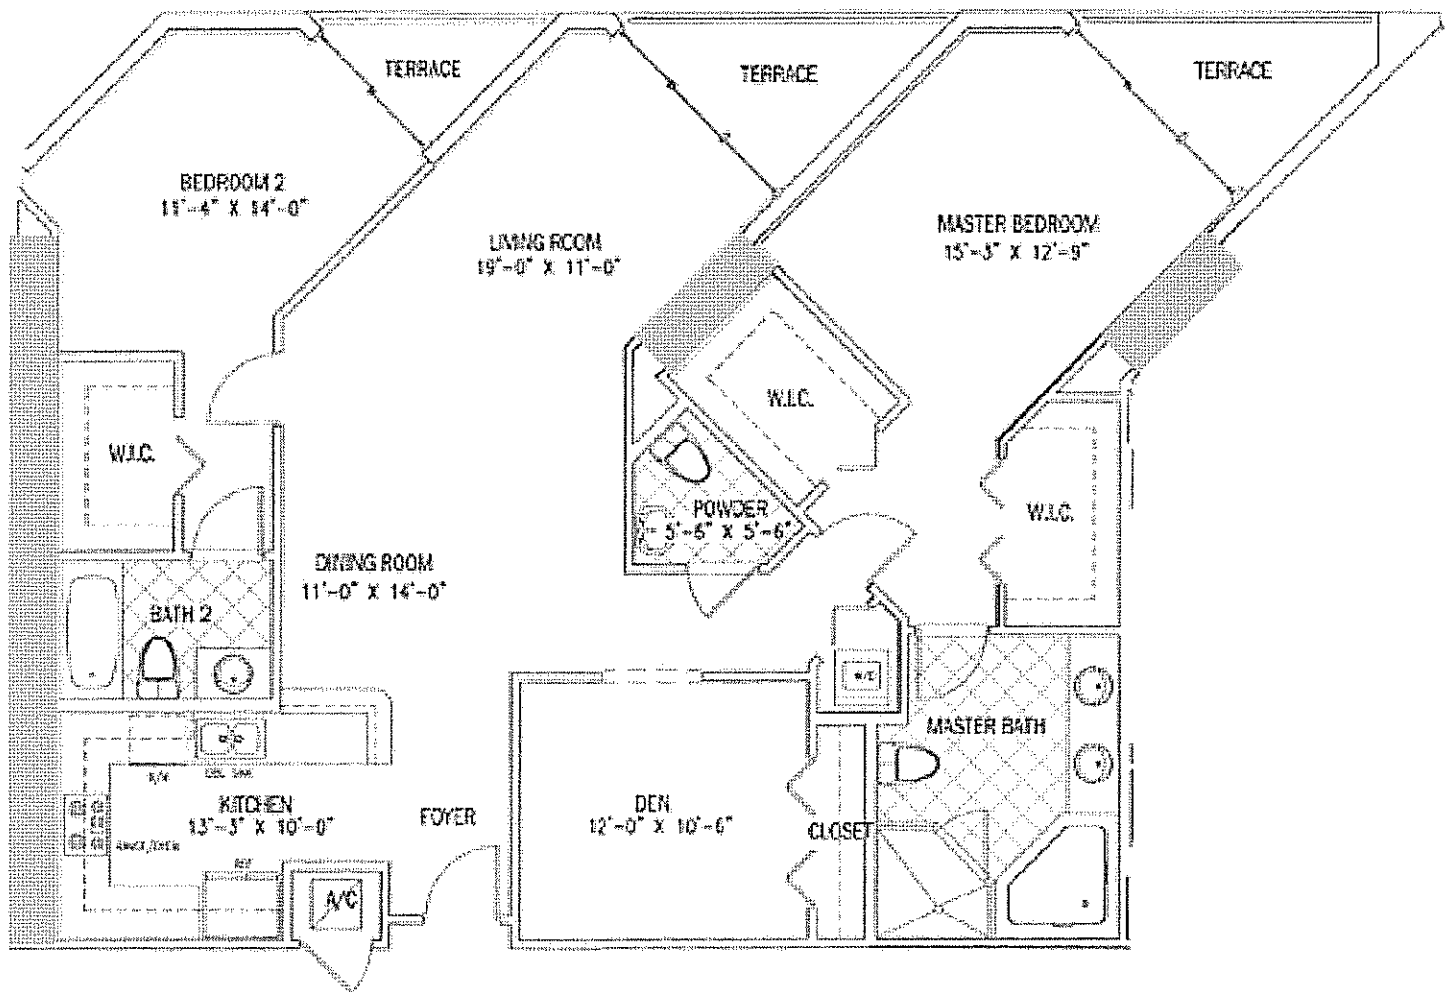 TERRACE
TERRACE
TERRACE
BEDROOM 2
11'-4" X 14'-0"
LIVING ROOM
19'-0" X 11'-0"
MASTER BEDROOM
15'-3" X 12'-9"
W.I.C.
W.I.C.
W.I.C.
POWDER
5'-6" X 5'-6"
DINING ROOM
11'-0" X 14'-0"
BATH 2
W/D
MASTER BATH
D/W
KITCHEN
13'-3" X 10'-0"
FOYER
DEN
12'-0" X 10'-6"
CLOSET
REF
A/C